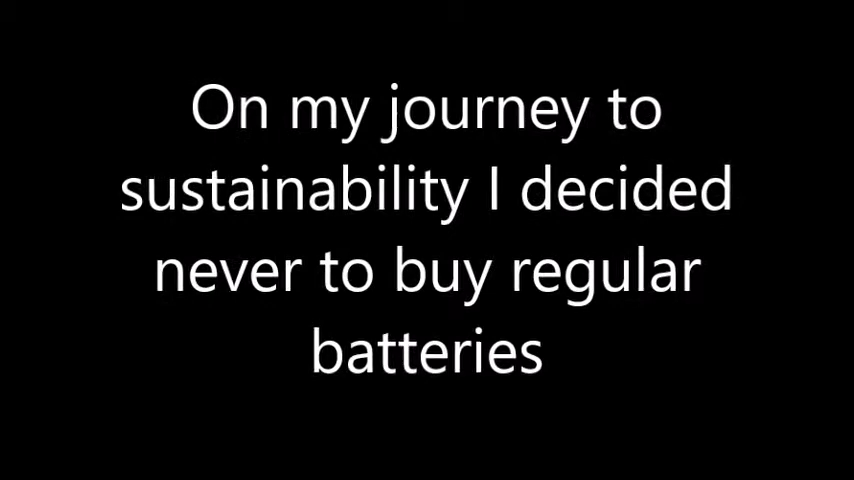 On my journey to
sustainability I decided
never to buy regular
batteries